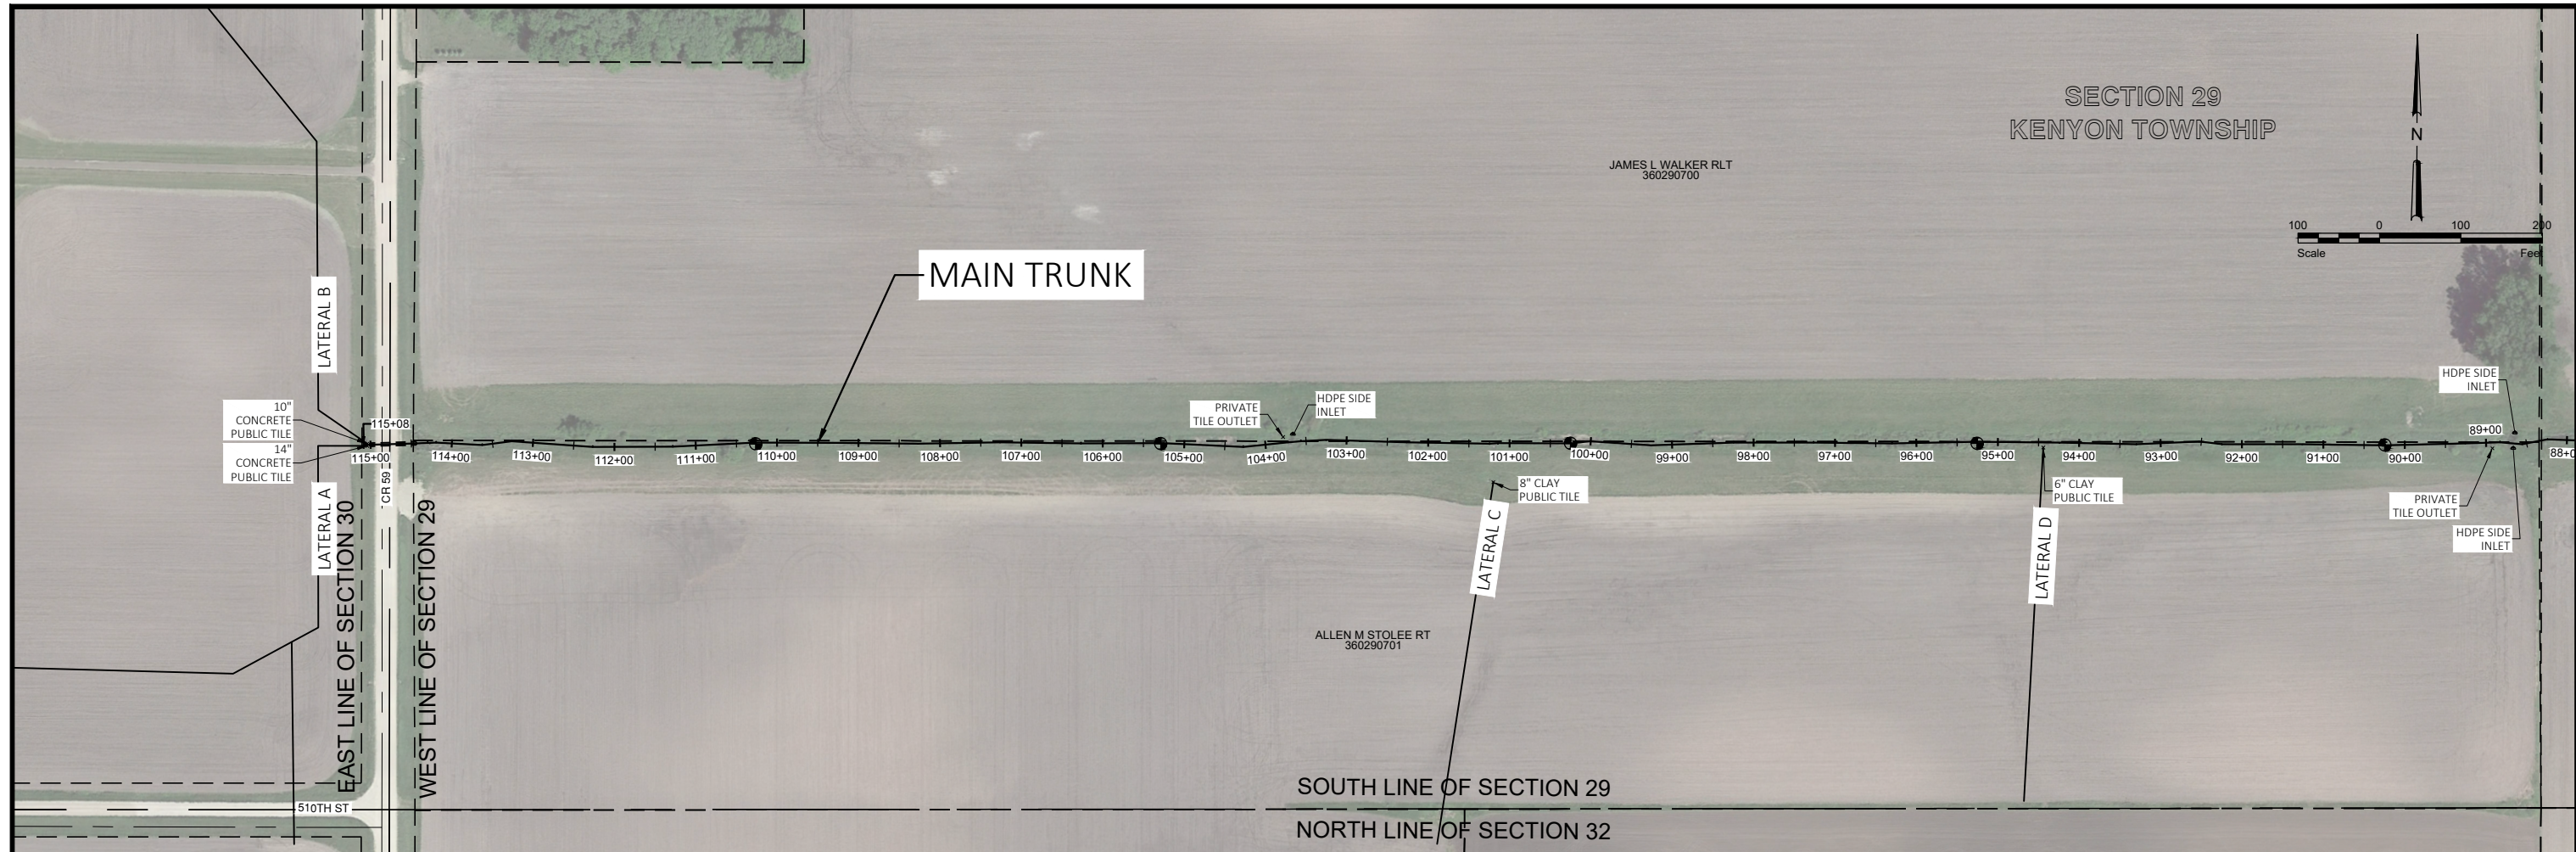 SECTION 29
KENYON TOWNSHIP
N
JAMES L WALKER RLT
360290700
100 0 100 200
Scale
MAIN TRUNK
LATERAL B
HDPE SIDE
INLET
HDPE SIDE
INLET
PRIVATE
TILE OUTLET
10"
CONCRETE
PUBLIC TILE
115+08
14"
CONCRETE
PUBLIC TILE
89+00
115+00 114+00 113+00 112+00 111+00 110+00 109+00 108+00 107+00 106+00 105+00 104+00 103+00 102+00 101+00 100+00 99+00 98+00 97+00 96+00 95+00 94+00 93+00 92+00 91+00 90+00
CR 59
8" CLAY
PUBLIC TILE
6" CLAY
PUBLIC TILE
PRIVATE
TILE OUTLET
HDPE SIDE
INLET
LATERAL A
EAST LINE OF SECTION 30
WEST LINE OF SECTION 29
LATERAL C
LATERAL D
ALLEN M STOLEE RT
360290701
SOUTH LINE OF SECTION 29
510TH ST
NORTH LINE OF SECTION 32